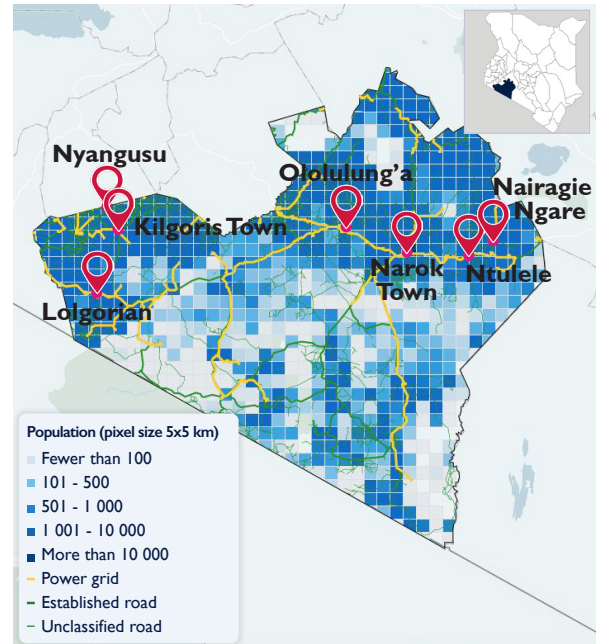 Nyangusu
Ololulung’a
Nairagie
Ngare
Kilgoris Town
Narok
Town
Ntulele
Lolgorian
Population (pixel size 5x5 km)
Fewer than 100
101 - 500
501 - 1 000
1 001 - 10 000
More than 10 000
Power grid
Established road
Unclassified road